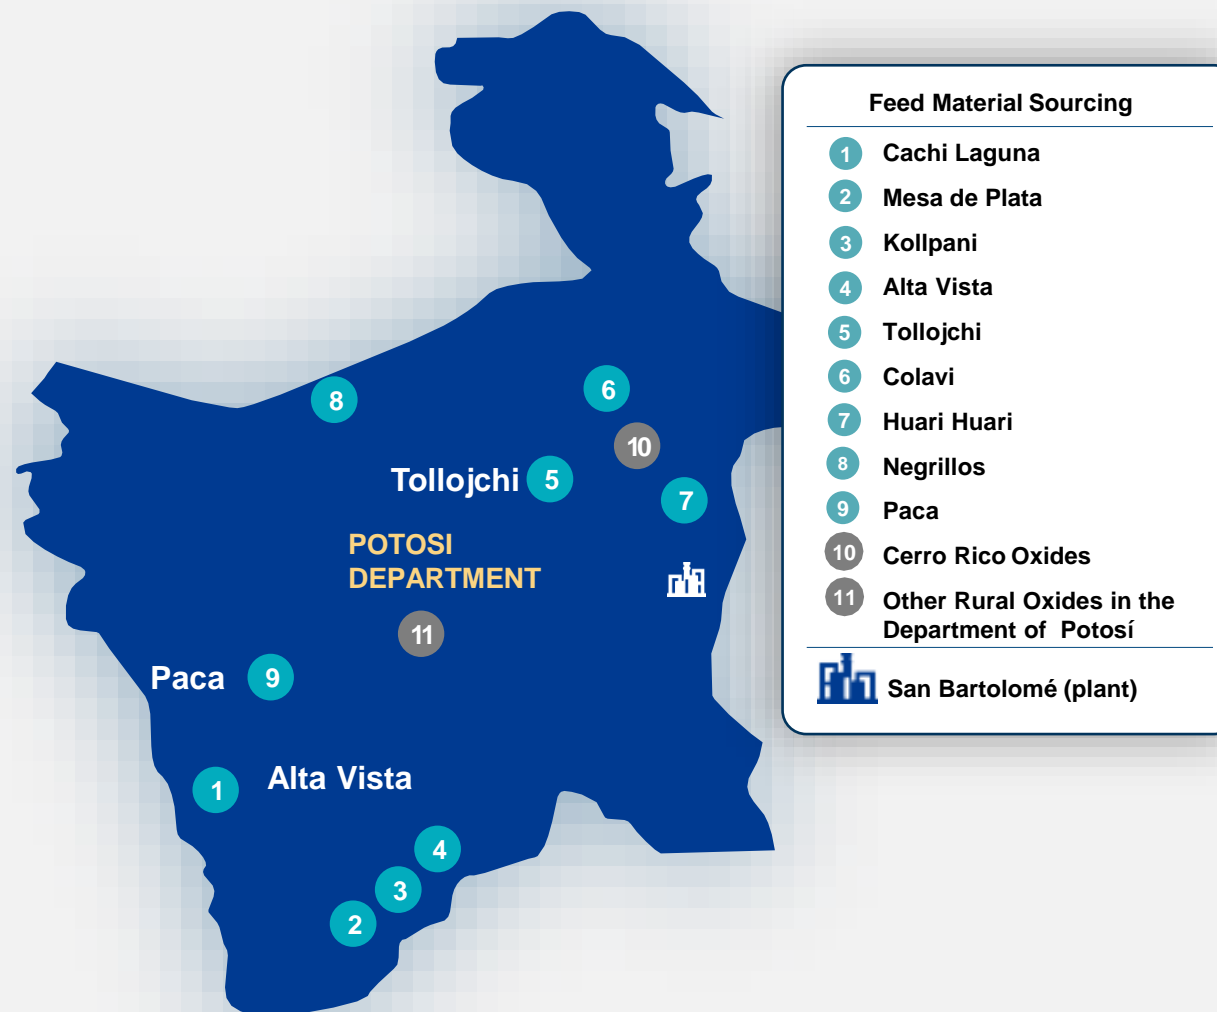 Feed Material Sourcing
1 Cachi Laguna
2 Mesa de Plata
3 Kollpani
4 Alta Vista
5 Tollojchi
6 Colavi
7 Huari Huari
8 Negrillos
9 Paca
10 Cerro Rico Oxides
11 Other Rural Oxides in the
Department of Potosí
San Bartolomé (plant)
8
6
10
Tollojchi 5
7
POTOSI
DEPARTMENT
11
Paca 9
Alta Vista
1
4
3
2